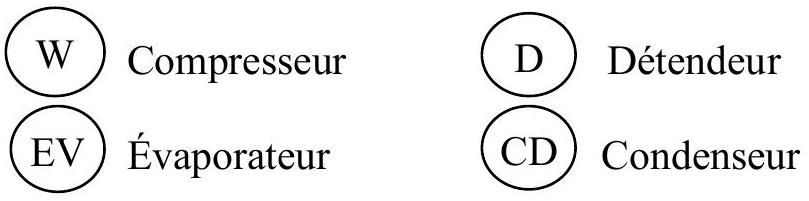 W Compresseur D Détendeur
EV Évaporateur CD Condenseur